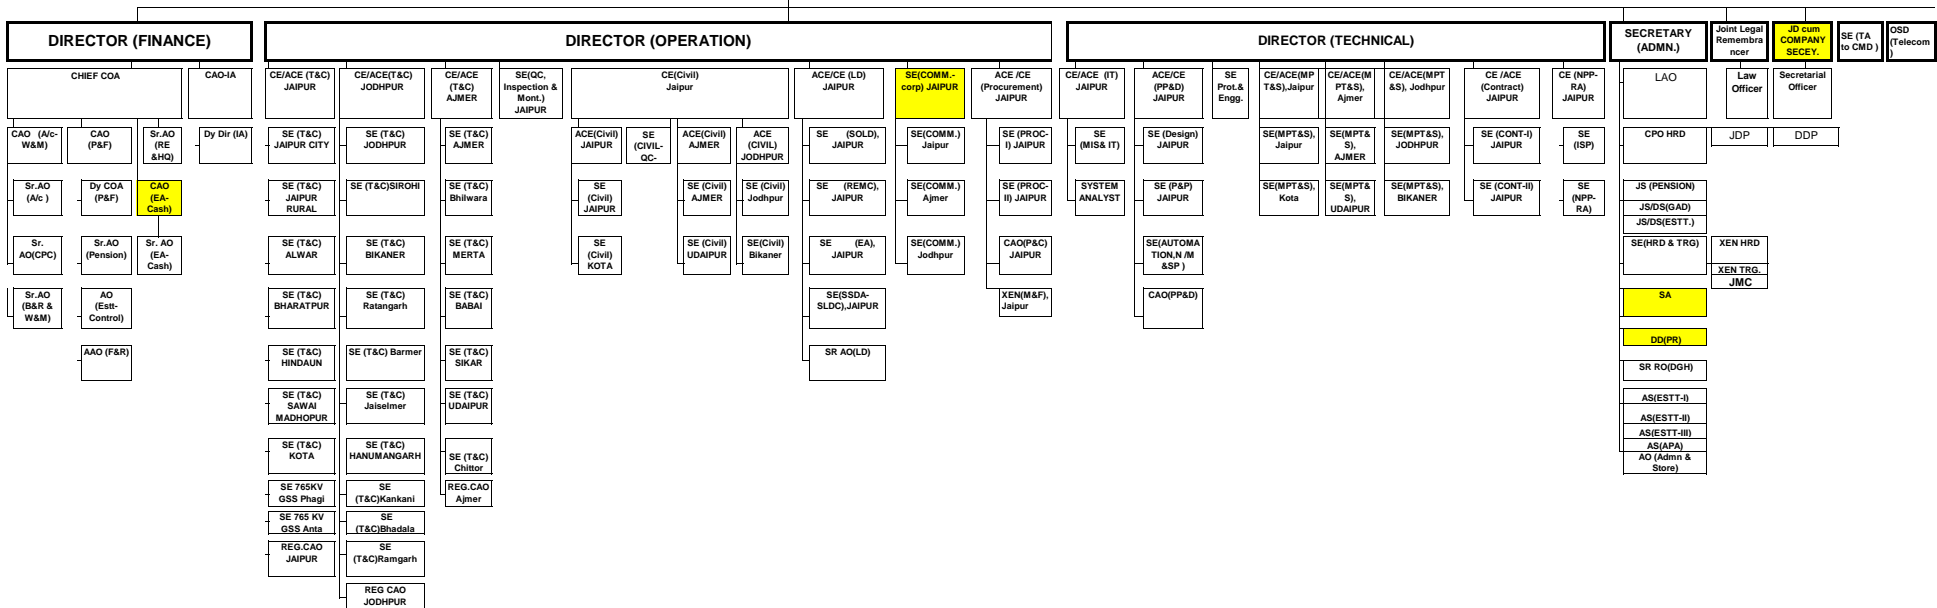 DIRECTOR (FINANCE)
DIRECTOR (OPERATION)
DIRECTOR (TECHNICAL)
SECRETARY
(ADMN.)
Joint Legal
Remembra
ncer
JD cum
COMPANY
SECEY.
SE (TA
to CMD )
OSD
(Telecom
)
CHIEF COA
CAO-IA
CE/ACE (T&C)
JAIPUR
CE/ACE(T&C)
JODHPUR
CE/ACE
(T&C)
AJMER
SE(QC,
Inspection &
Mont.)
JAIPUR
CE(Civil)
Jaipur
ACE/CE (LD)
JAIPUR
SE(COMM.-
corp) JAIPUR
ACE /CE
(Procurement)
JAIPUR
CE/ACE (IT)
JAIPUR
ACE/CE
(PP&D)
JAIPUR
SE
Prot.&
Engg.
CE/ACE(MP
T&S),Jaipur
CE/ACE(M
PT&S),
Ajmer
CE/ACE(MPT
&S), Jodhpur
CE /ACE
(Contract)
JAIPUR
CE (NPP-
RA)
JAIPUR
LAO
Law
Officer
Secretarial
Officer
CAO (A/c-
W&M)
CAO
(P&F)
Sr.AO
(RE
&HQ)
Dy Dir (IA)
SE (T&C)
JAIPUR CITY
SE (T&C)
JODHPUR
SE (T&C)
AJMER
ACE(Civil)
JAIPUR
SE
(CIVIL-
QC-
ACE(Civil)
AJMER
ACE
(CIVIL)
JODHPUR
SE (SOLD),
JAIPUR
SE(COMM.)
Jaipur
SE (PROC-
I) JAIPUR
SE
(MIS& IT)
SE (Design)
JAIPUR
SE(MPT&S),
Jaipur
SE(MPT&
S),
AJMER
SE(MPT&S),
JODHPUR
SE (CONT-I)
JAIPUR
SE
(ISP)
CPO HRD
JDP
DDP
Sr.AO
(A/c )
Dy COA
(P&F)
CAO
(EA-
Cash)
SE (T&C)
JAIPUR
RURAL
SE (T&C)SIROHI
SE (T&C)
Bhilwara
SE
(Civil)
JAIPUR
SE (Civil)
AJMER
SE (Civil)
Jodhpur
SE (REMC),
JAIPUR
SE(COMM.)
Ajmer
SE (PROC-
II) JAIPUR
SYSTEM
ANALYST
SE (P&P)
JAIPUR
SE(MPT&S),
Kota
SE(MPT&
S),
UDAIPUR
SE(MPT&S),
BIKANER
SE (CONT-II)
JAIPUR
SE
(NPP-
RA)
JS (PENSION)
JS/DS(GAD)
JS/DS(ESTT.)
Sr.
AO(CPC)
Sr.AO
(Pension)
Sr. AO
(EA-
Cash)
SE (T&C)
ALWAR
SE (T&C)
BIKANER
SE (T&C)
MERTA
SE
(Civil)
KOTA
SE (Civil)
UDAIPUR
SE(Civil)
Bikaner
SE (EA),
JAIPUR
SE(COMM.)
Jodhpur
CAO(P&C)
JAIPUR
SE(AUTOMA
TION,N /M
&SP )
SE(HRD & TRG)
XEN HRD
XEN TRG.
JMC
Sr.AO
(B&R &
W&M)
AO
(Estt-
Control)
SE (T&C)
BHARATPUR
SE (T&C)
Ratangarh
SE (T&C)
BABAI
SE(SSDA-
SLDC),JAIPUR
XEN(M&F),
Jaipur
CAO(PP&D)
SA
DD(PR)
AAO (F&R)
SE (T&C)
HINDAUN
SE (T&C) Barmer
SE (T&C)
SIKAR
SR AO(LD)
SR RO(DGH)
SE (T&C)
SAWAI
MADHOPUR
SE (T&C)
Jaiselmer
SE (T&C)
UDAIPUR
AS(ESTT-I)
AS(ESTT-II)
AS(ESTT-III)
AS(APA)
AO (Admn &
Store)
SE (T&C)
KOTA
SE (T&C)
HANUMANGARH
SE (T&C)
Chittor
SE 765KV
GSS Phagi
SE
(T&C)Kankani
REG.CAO
Ajmer
SE 765 KV
GSS Anta
SE
(T&C)Bhadala
REG.CAO
JAIPUR
SE
(T&C)Ramgarh
REG CAO
JODHPUR